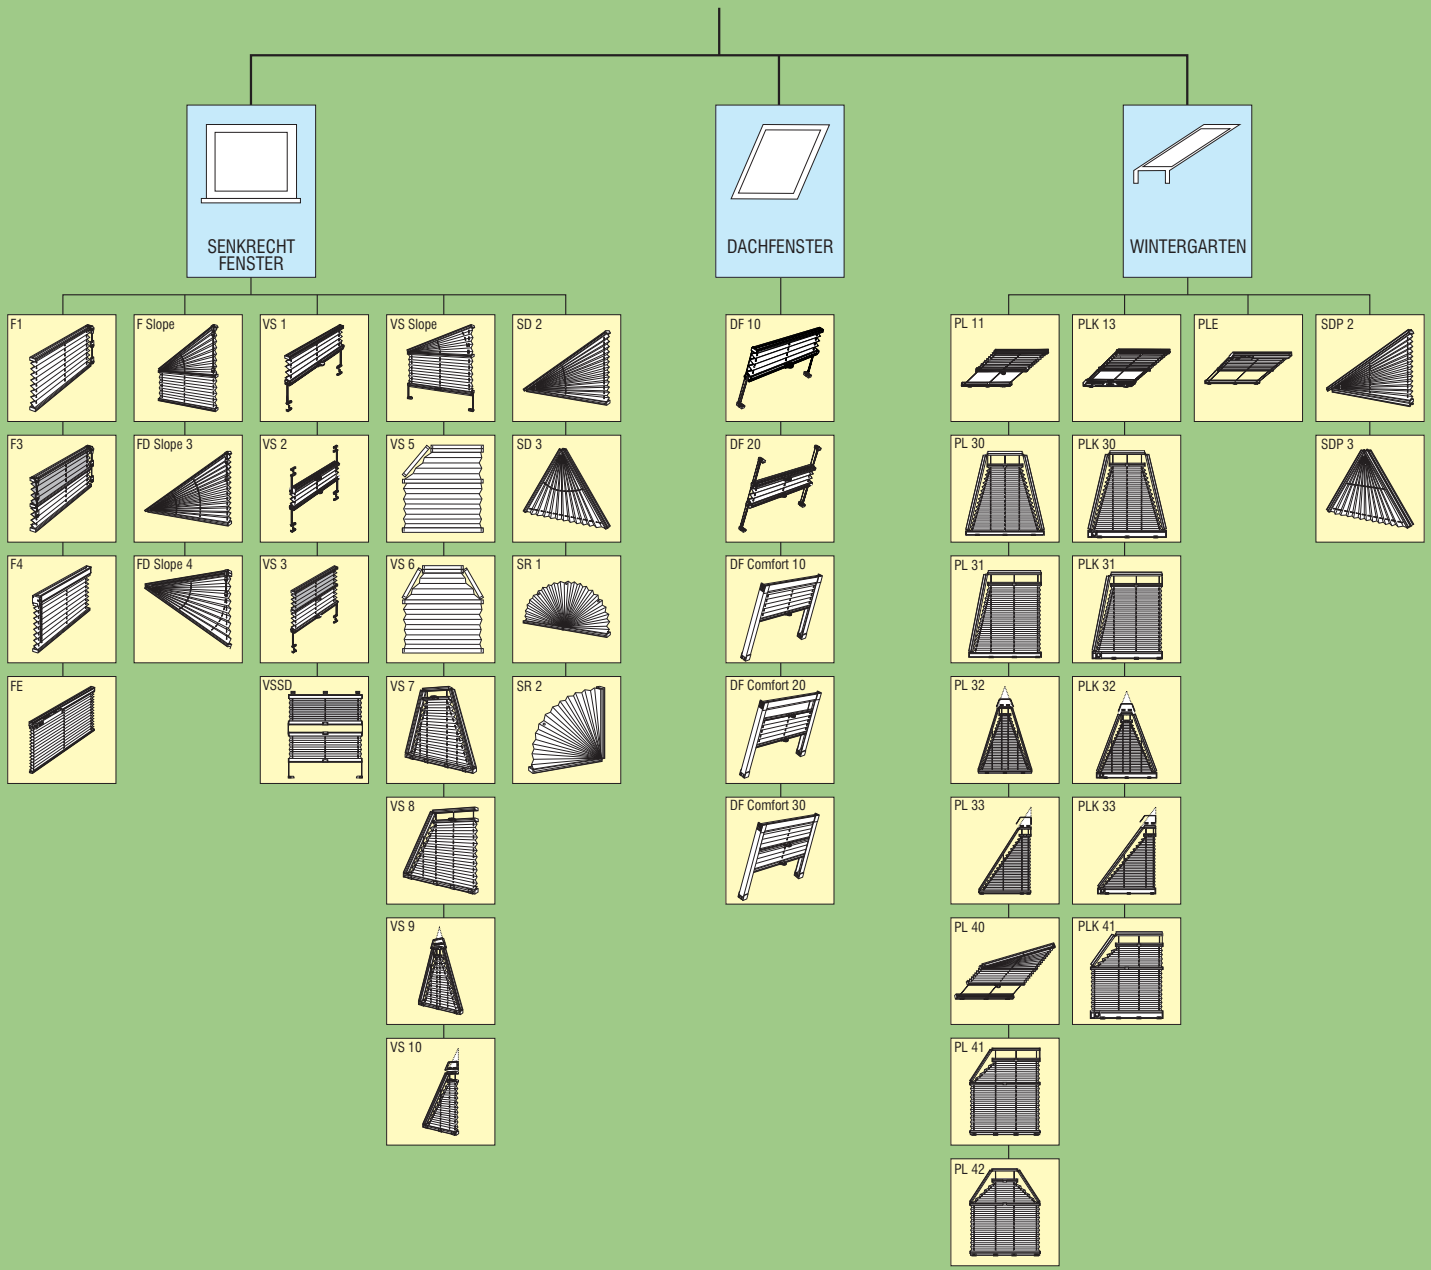 SENKRECHT
FENSTER
DACHFENSTER
WINTERGARTEN
F1
F Slope
VS 1
VS Slope
SD 2
DF 10
PL 11
PLK 13
PLE
SDP 2
F3
FD Slope 3
VS 2
VS 5
SD 3
DF 20
PL 30
PLK 30
SDP 3
F4
FD Slope 4
VS 3
VS 6
SR 1
DF Comfort 10
PL 31
PLK 31
FE
VSSD
VS 7
SR 2
DF Comfort 20
PL 32
PLK 32
VS 8
DF Comfort 30
PL 33
PLK 33
VS 9
PL 40
PLK 41
VS 10
PL 41
PL 42